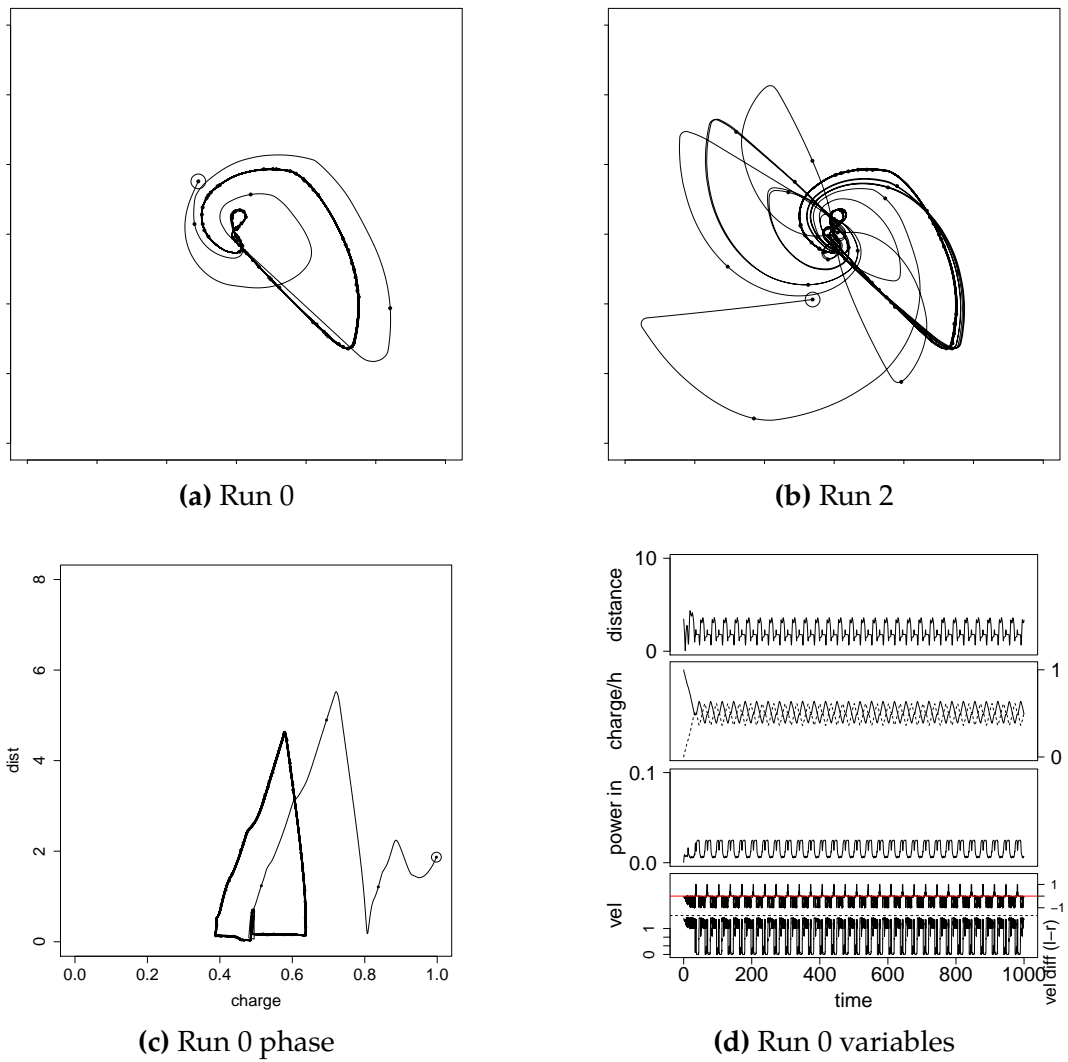 (a) Run 0
(b) Run 2
8
6
4
2
0
dist
0.0 0.2 0.4 0.6 0.8 1.0
charge
(c) Run 0 phase
10
0
distance
1
0
charge/h
0.1
0.0
power in
1
-1
1
0
vel
vel diff (l-r)
0 200 400 600 800 1000
time
(d) Run 0 variables